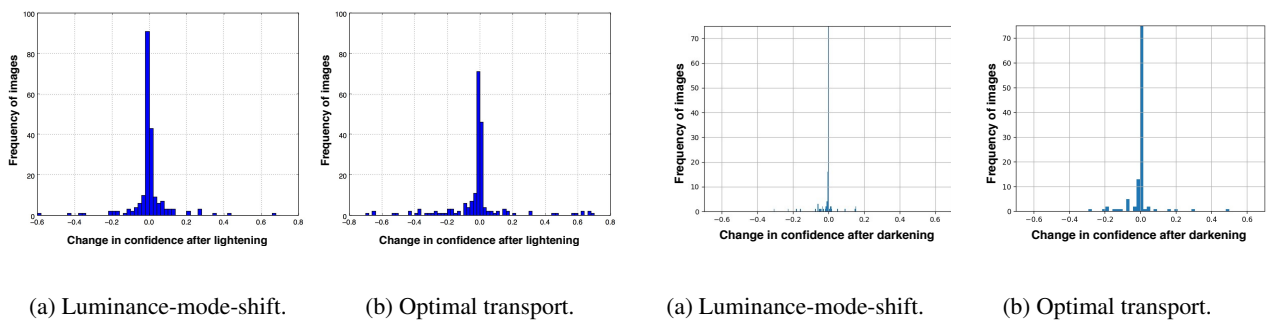 Frequency of images
100
80
60
40
20
0
−0.6 −0.4 −0.2 0.0 0.2 0.4 0.6 0.8
Change in confidence after lightening
(a) Luminance-mode-shift.
Frequency of images
100
80
60
40
20
0
−0.8 −0.6 −0.4 −0.2 0.0 0.2 0.4 0.6 0.8
Change in confidence after lightening
(b) Optimal transport.
Frequency of images
70
60
50
40
30
20
10
0
−0.6 −0.4 −0.2 0.0 0.2 0.4 0.6
Change in confidence after darkening
(a) Luminance-mode-shift.
Frequency of images
70
60
50
40
30
20
10
0
−0.6 −0.4 −0.2 0.0 0.2 0.4 0.6
Change in confidence after darkening
(b) Optimal transport.